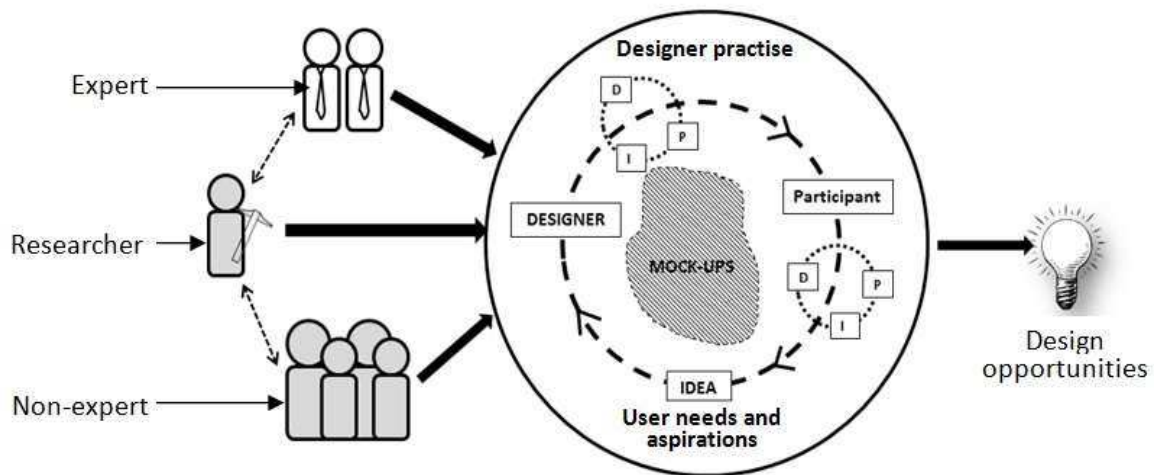 Expert
Researcher
Non-expert
Designer practise
D
P
I
DESIGNER
Participant
MOCK-UPS
D
P
I
IDEA
User needs and
aspirations
Design
opportunities